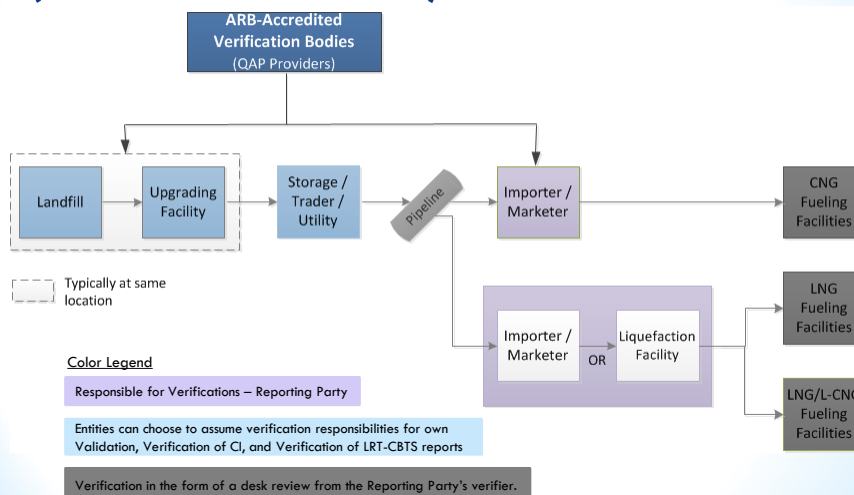 ARB-Accredited
Verification Bodies
(QAP Providers)
Landfill
Upgrading
Facility
Storage /
Trader /
Utility
Pipeline
Importer /
Marketer
CNG
Fueling
Facilities
Typically at same
location
Importer /
Marketer
OR
Liquefaction
Facility
LNG
Fueling
Facilities
LNG/L-CNG
Fueling
Facilities
Color Legend
Responsible for Verifications – Reporting Party
Entities can choose to assume verification responsibilities for own
Validation, Verification of CI, and Verification of LRT-CBTS reports
Verification in the form of a desk review from the Reporting Party's verifier.